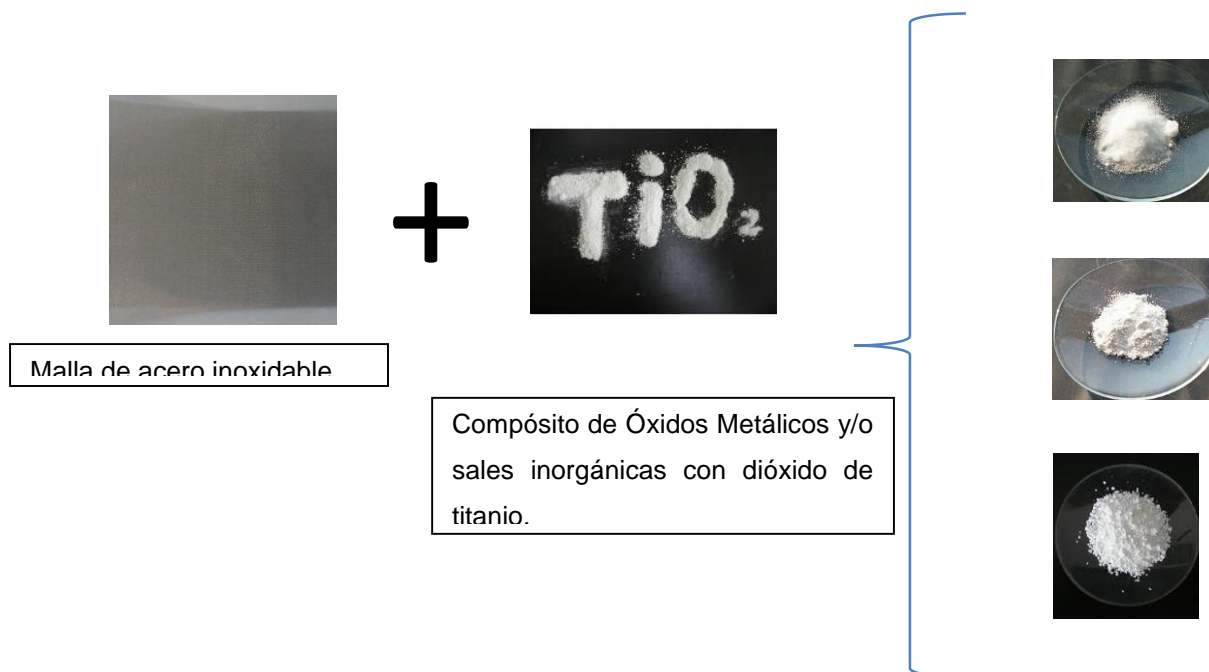 TiO₂
Malla de acero inoxidable
Compósito de Óxidos Metálicos y/o
sales inorgánicas con dióxido de
titanio.